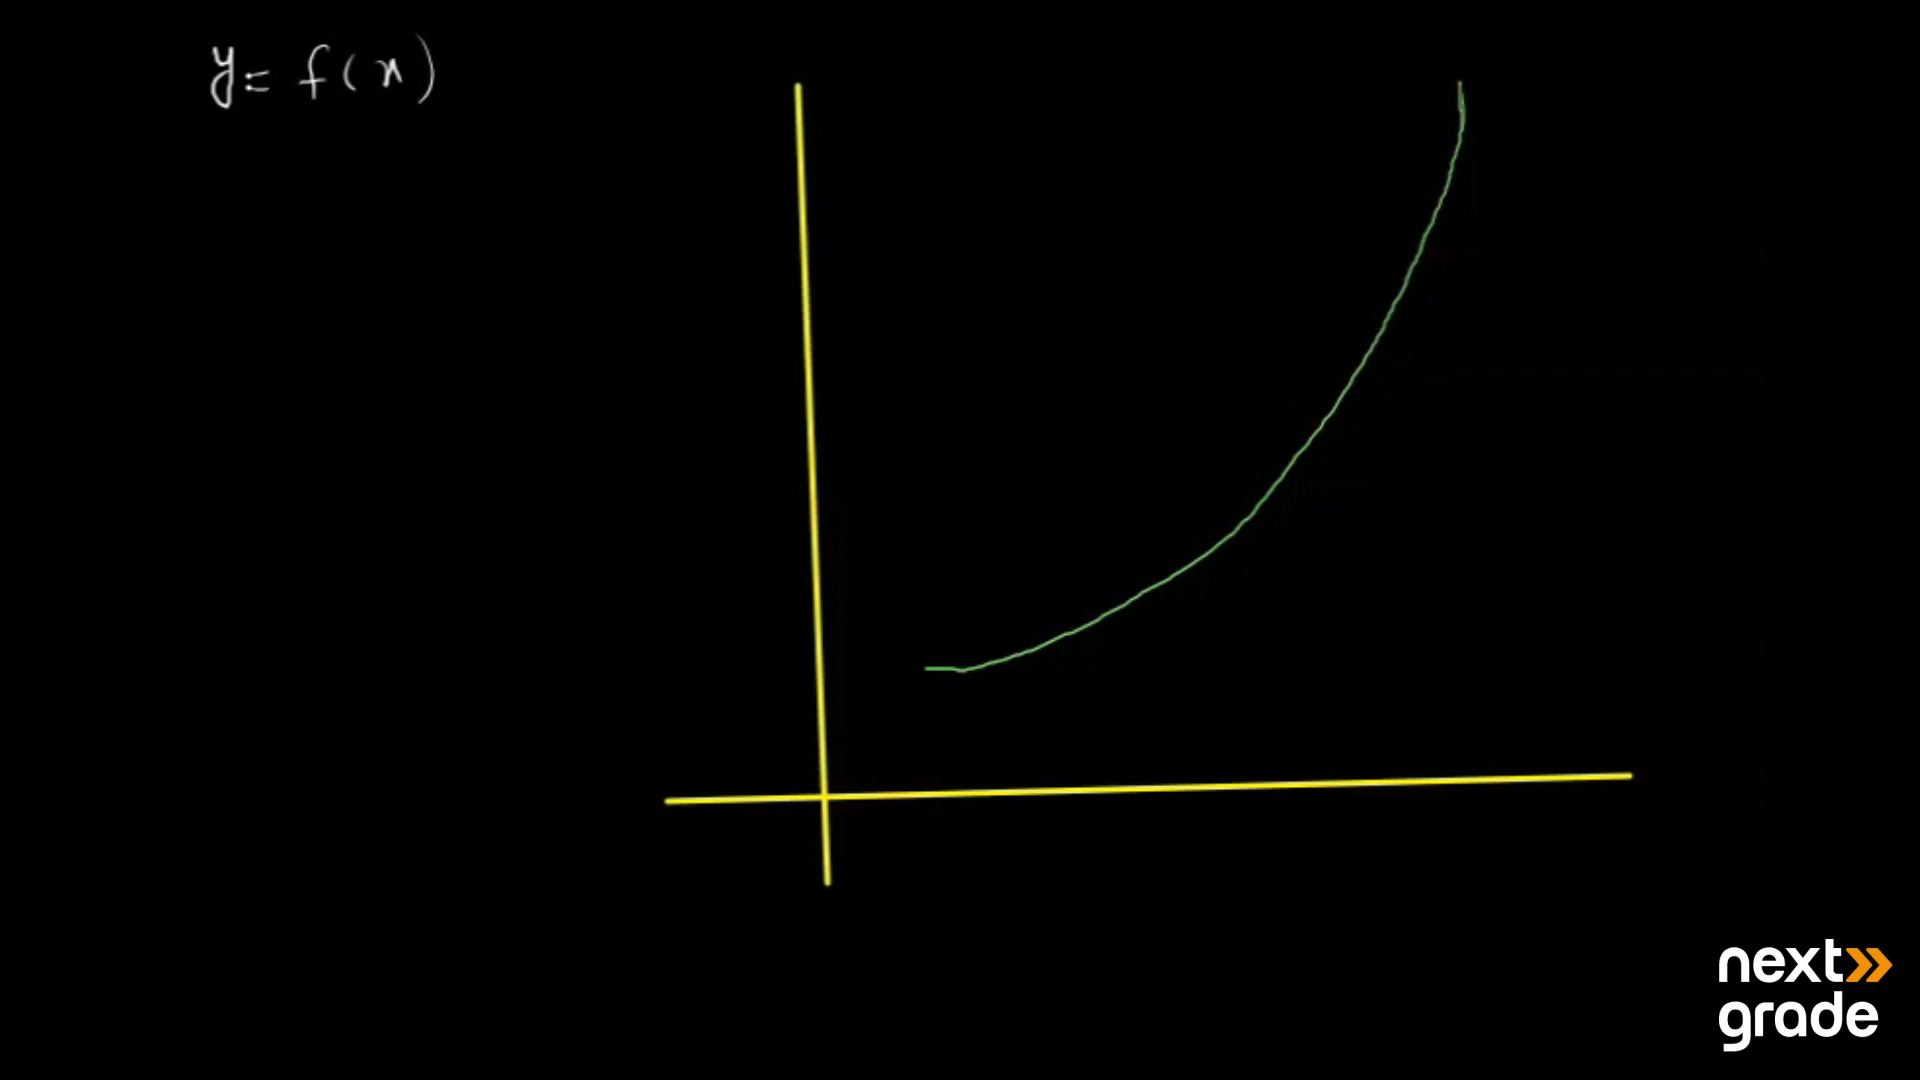 y = f(x)
next
grade